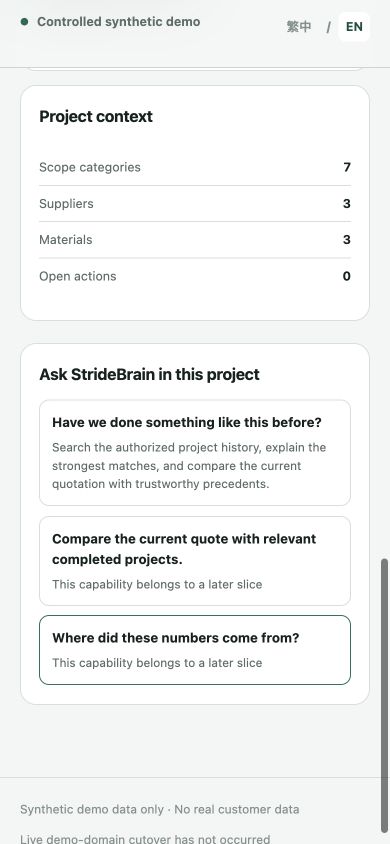 Controlled synthetic demo
繁中 / EN
Project context
Scope categories 7
Suppliers 3
Materials 3
Open actions 0
Ask StrideBrain in this project
Have we done something like this before?
Search the authorized project history, explain the
strongest matches, and compare the current
quotation with trustworthy precedents.
Compare the current quote with relevant
completed projects.
This capability belongs to a later slice
Where did these numbers come from?
This capability belongs to a later slice
Synthetic demo data only · No real customer data
Live demo-domain cutover has not occurred